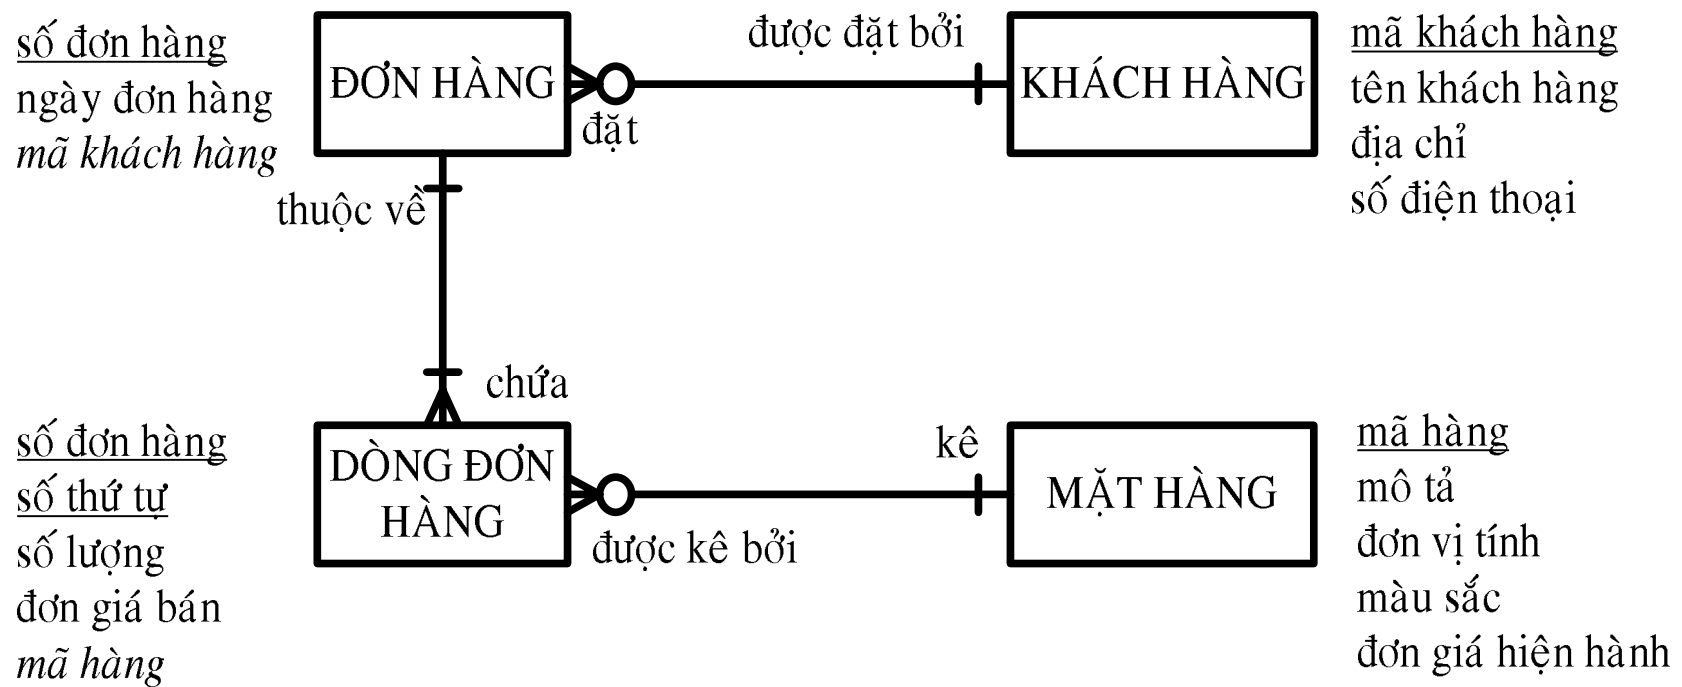 số đơn hàng
ngày đơn hàng
mã khách hàng
ĐƠN HÀNG
đặt
được đặt bởi
KHÁCH HÀNG
mã khách hàng
tên khách hàng
địa chỉ
số điện thoại
thuộc về
chứa
số đơn hàng
số thứ tự
số lượng
đơn giá bán
mã hàng
DÒNG ĐƠN
HÀNG
được kê bởi
kê
MẶT HÀNG
mã hàng
mô tả
đơn vị tính
màu sắc
đơn giá hiện hành